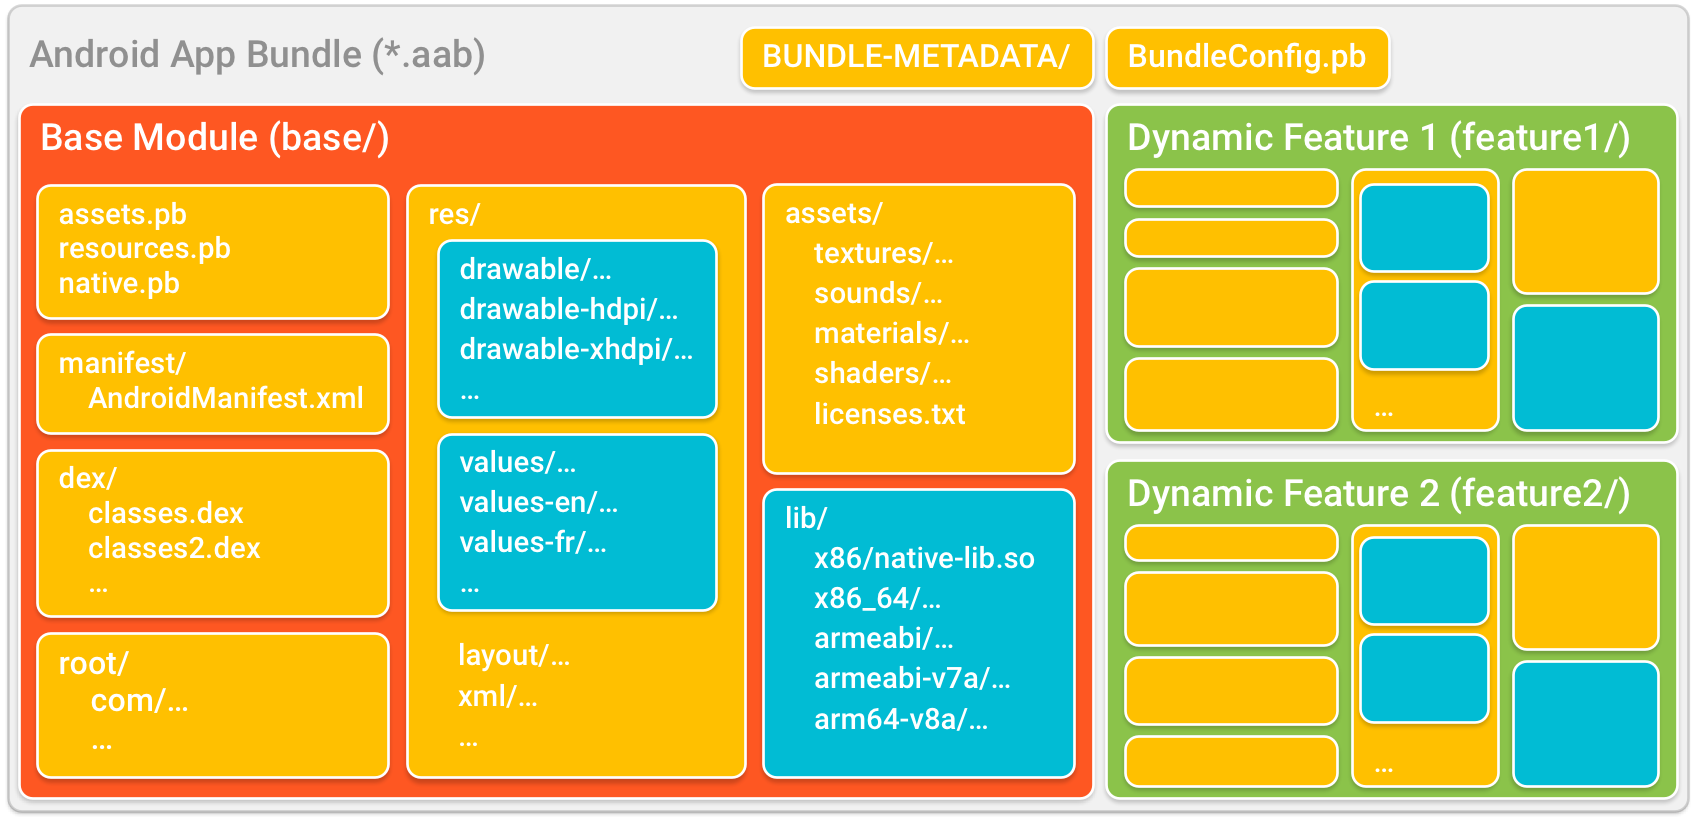 Android App Bundle (*.aab)
BUNDLE-METADATA/
BundleConfig.pb
Base Module (base/)
assets.pb
resources.pb
native.pb
manifest/
AndroidManifest.xml
dex/
classes.dex
classes2.dex
...
root/
com/...
...
res/
drawable/...
drawable-hdpi/...
drawable-xhdpi/...
...
values/...
values-en/...
values-fr/...
...
layout/...
xml/...
...
assets/
textures/...
sounds/...
materials/...
shaders/...
licenses.txt
lib/
x86/native-lib.so
x86_64/...
armeabi/...
armeabi-v7a/...
arm64-v8a/...
Dynamic Feature 1 (feature1/)
...
Dynamic Feature 2 (feature2/)
...